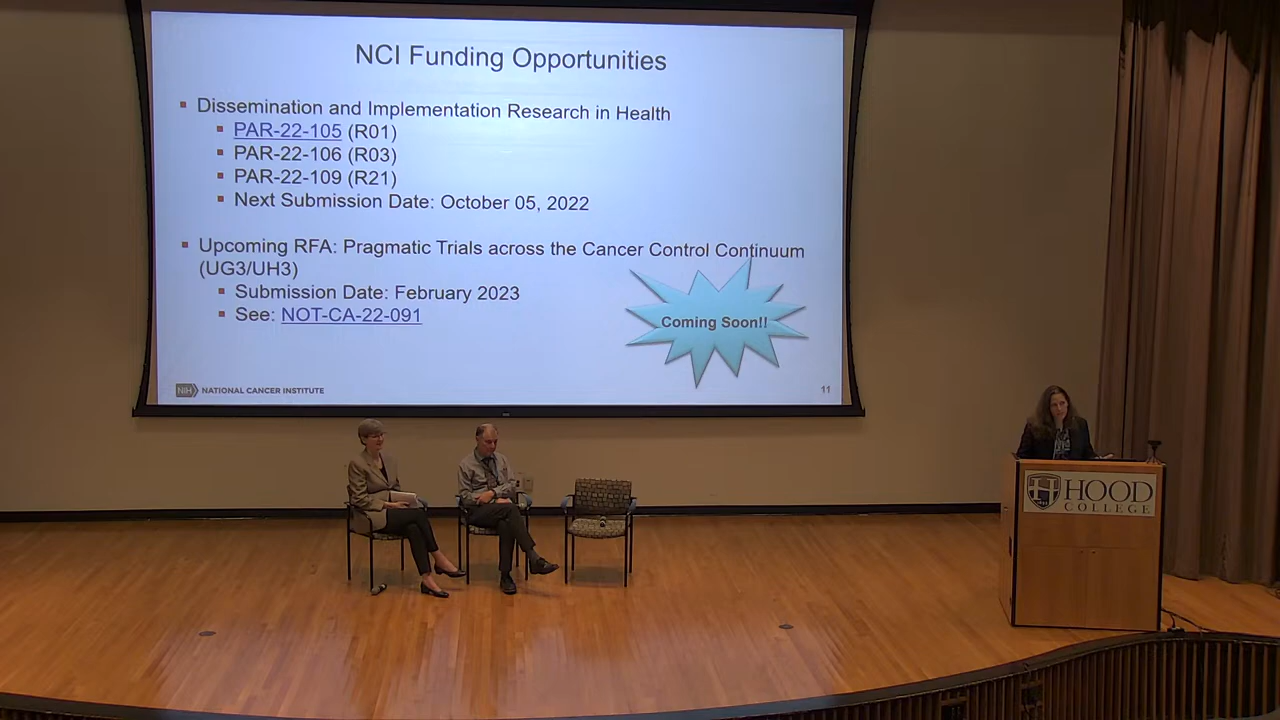 NCI Funding Opportunities
▪ Dissemination and Implementation Research in Health
▪ PAR-22-105 (R01)
▪ PAR-22-106 (R03)
▪ PAR-22-109 (R21)
▪ Next Submission Date: October 05, 2022
▪ Upcoming RFA: Pragmatic Trials across the Cancer Control Continuum
(UG3/UH3)
▪ Submission Date: February 2023
▪ See: NOT-CA-22-091
Coming Soon!!
NIH NATIONAL CANCER INSTITUTE
11
HOOD
COLLEGE